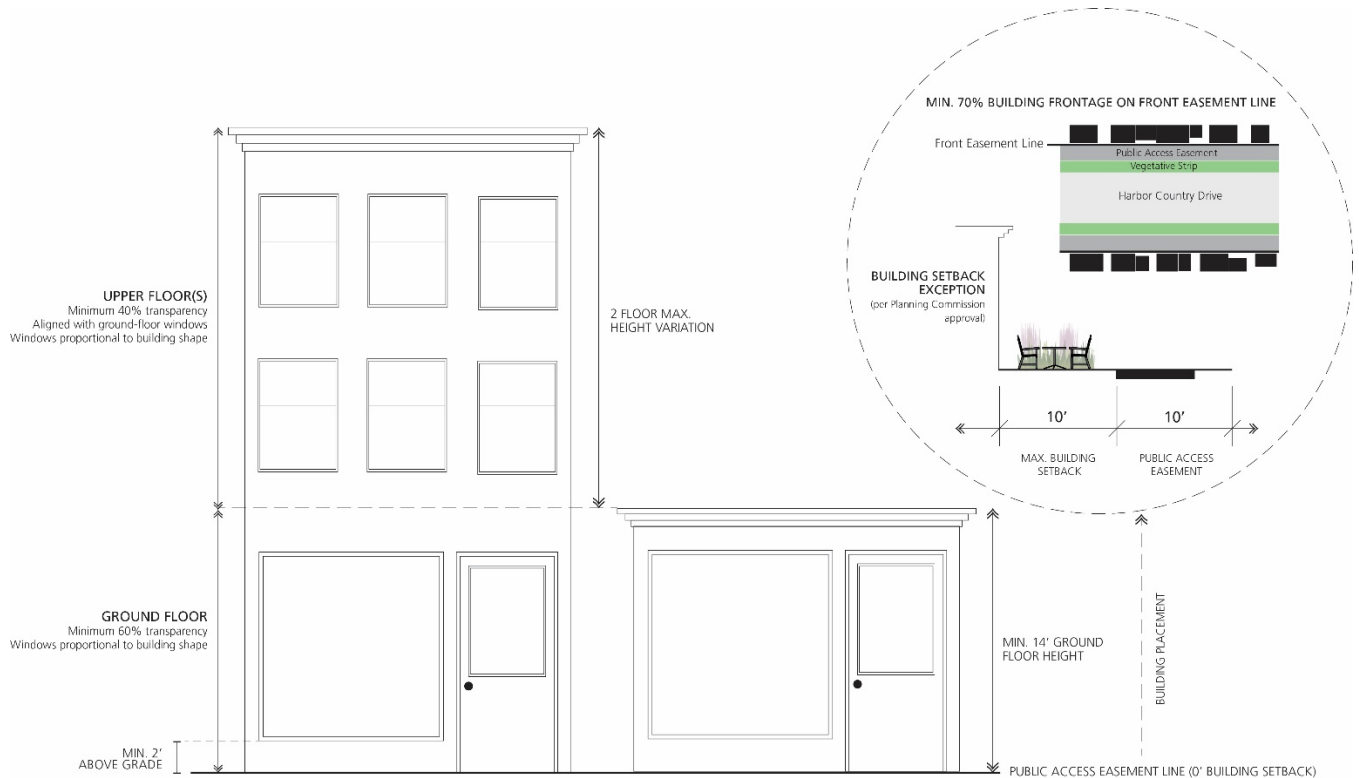 MIN. 70% BUILDING FRONTAGE ON FRONT EASEMENT LINE
Front Easement Line
Public Access Easement
Vegetative Strip
Harbor Country Drive
BUILDING SETBACK
EXCEPTION
(per Planning Commission
approval)
10'
10'
MAX. BUILDING
SETBACK
PUBLIC ACCESS
EASEMENT
UPPER FLOOR(S)
Minimum 40% transparency
Aligned with ground-floor windows
Windows proportional to building shape
2 FLOOR MAX.
HEIGHT VARIATION
GROUND FLOOR
Minimum 60% transparency
Windows proportional to building shape
MIN. 14' GROUND
FLOOR HEIGHT
BUILDING PLACEMENT
MIN. 2'
ABOVE GRADE
PUBLIC ACCESS EASEMENT LINE (0' BUILDING SETBACK)